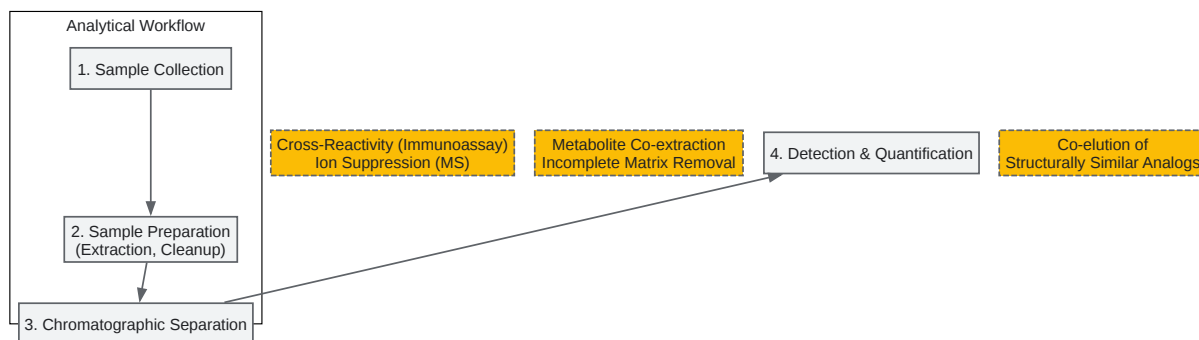 Analytical Workflow
1. Sample Collection
Cross-Reactivity (Immunoassay)
Ion Suppression (MS)
Metabolite Co-extraction
Incomplete Matrix Removal
4. Detection & Quantification
Co-elution of
Structurally Similar Analogs
2. Sample Preparation
(Extraction, Cleanup)
3. Chromatographic Separation